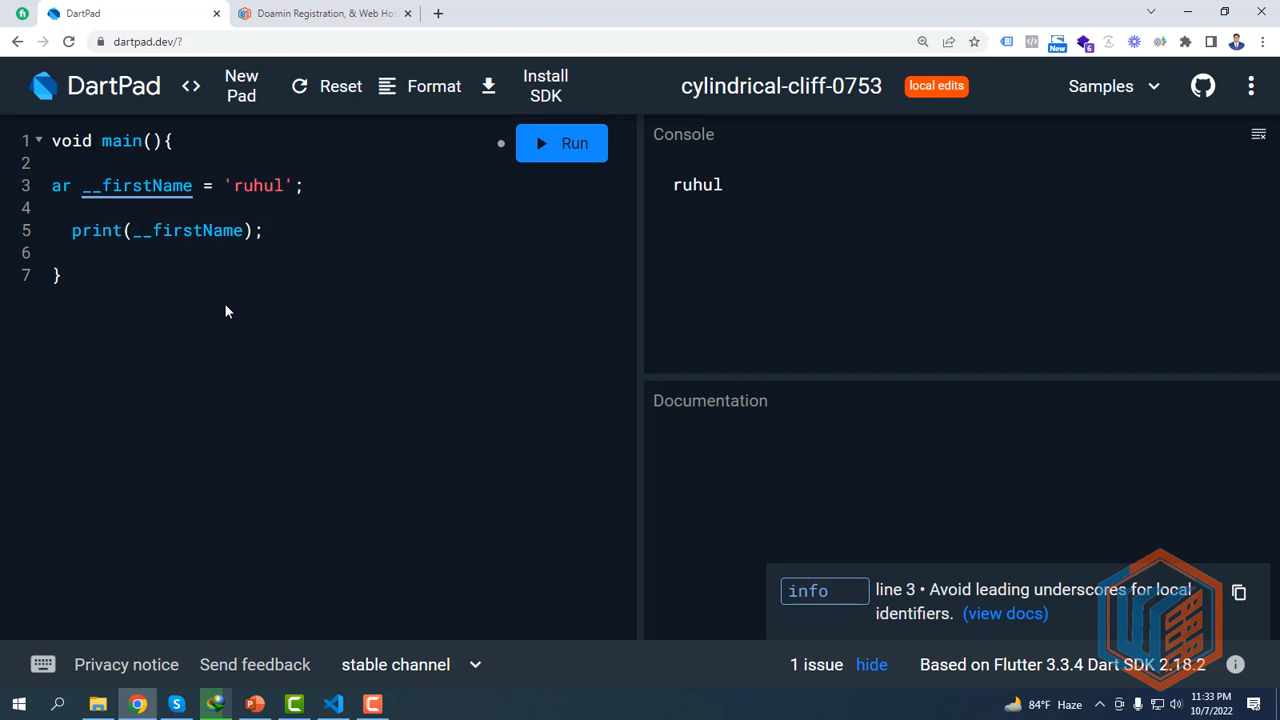 DartPad
Doamin Registration, & Web Ho
dartpad.dev/?
New
6
DartPad
<> New Pad
Reset
Format
Install SDK
cylindrical-cliff-0753
local edits
Samples
1 void main(){
Run
2
3 ar __firstName = 'ruhul';
4
5 print(__firstName);
6
7 }
Console
ruhul
Documentation
info
line 3 • Avoid leading underscores for local
identifiers. (view docs)
Privacy notice
Send feedback
stable channel
1 issue
hide
Based on Flutter 3.3.4 Dart SDK 2.18.2
84°F Haze
11:33 PM
10/7/2022